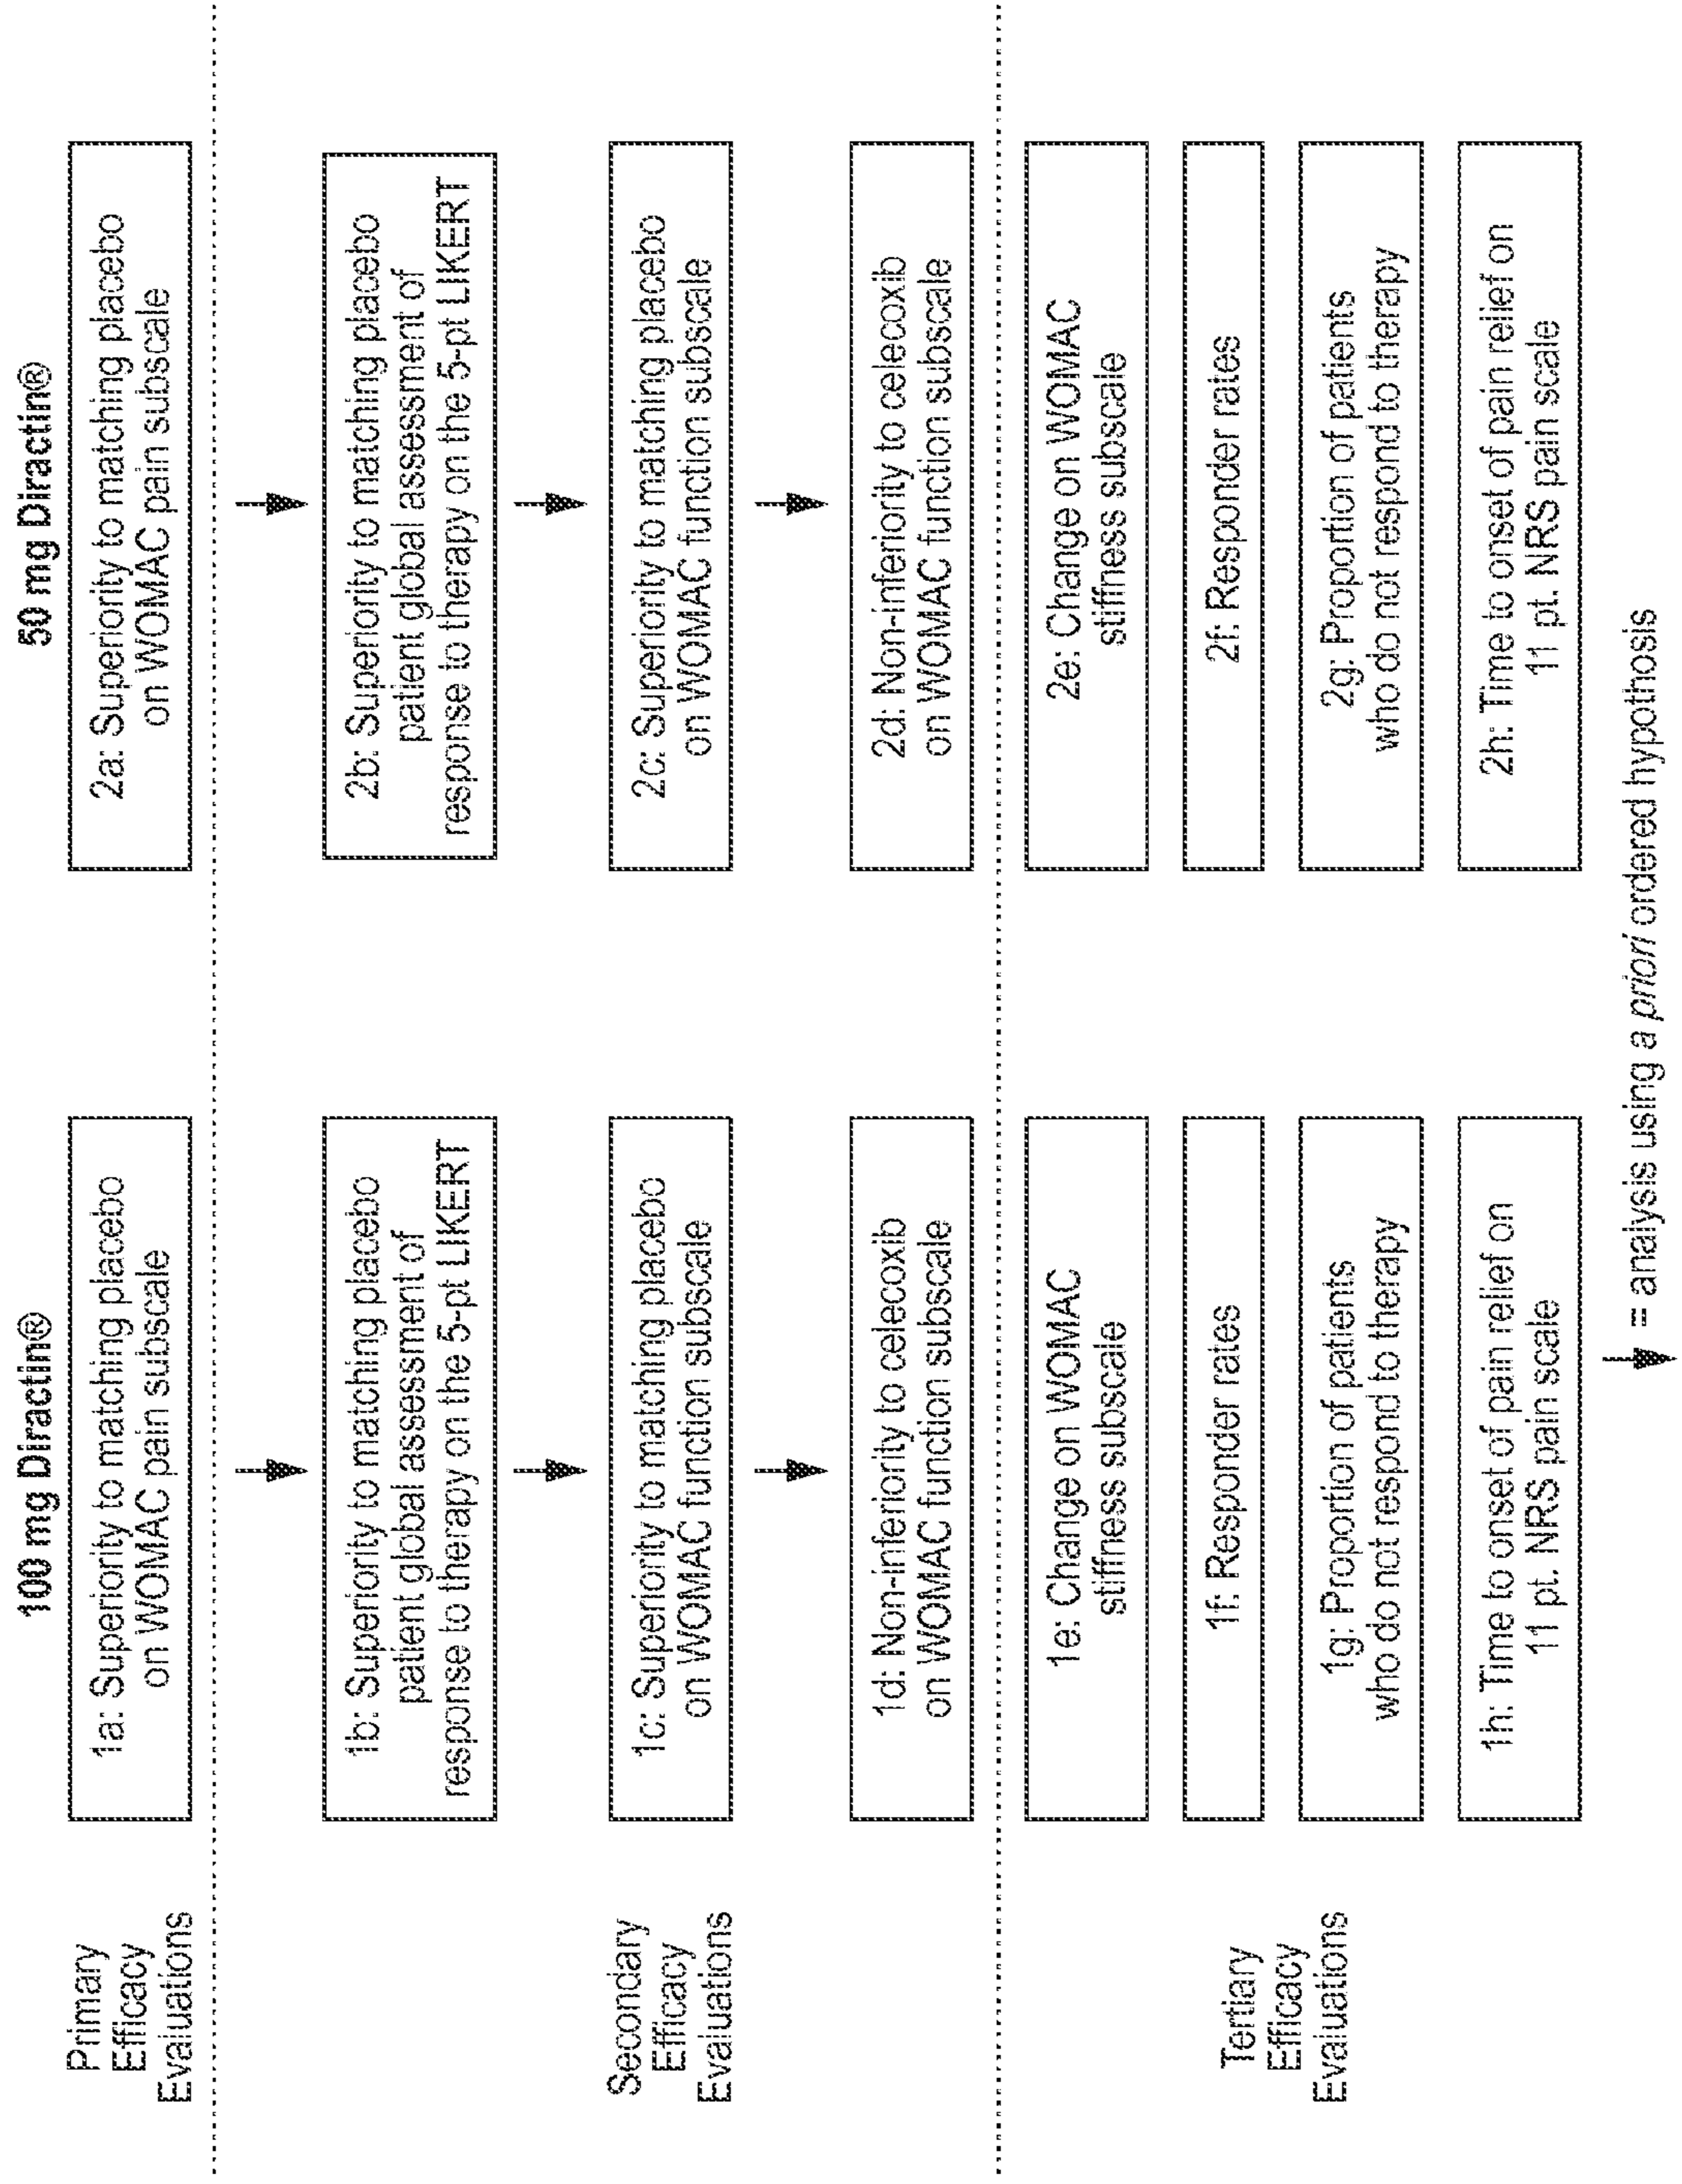 100 mg Diractin®
50 mg Diractin®
Primary
Efficacy
Evaluations
1a: Superiority to matching placebo
on WOMAC pain subscale
2a: Superiority to matching placebo
on WOMAC pain subscale
Secondary
Efficacy
Evaluations
1b: Superiority to matching placebo
patient global assessment of
response to therapy on the 5-pt LIKERT
2b: Superiority to matching placebo
patient global assessment of
response to therapy on the 5-pt LIKERT
1c: Superiority to matching placebo
on WOMAC function subscale
2c: Superiority to matching placebo
on WOMAC function subscale
1d: Non-inferiority to celecoxib
on WOMAC function subscale
2d: Non-inferiority to celecoxib
on WOMAC function subscale
Tertiary
Efficacy
Evaluations
1e: Change on WOMAC
stiffness subscale
2e: Change on WOMAC
stiffness subscale
1f: Responder rates
2f: Responder rates
1g: Proportion of patients
who do not respond to therapy
2g: Proportion of patients
who do not respond to therapy
1h: Time to onset of pain relief on
11 pt. NRS pain scale
2h: Time to onset of pain relief on
11 pt. NRS pain scale
= analysis using a priori ordered hypothosis